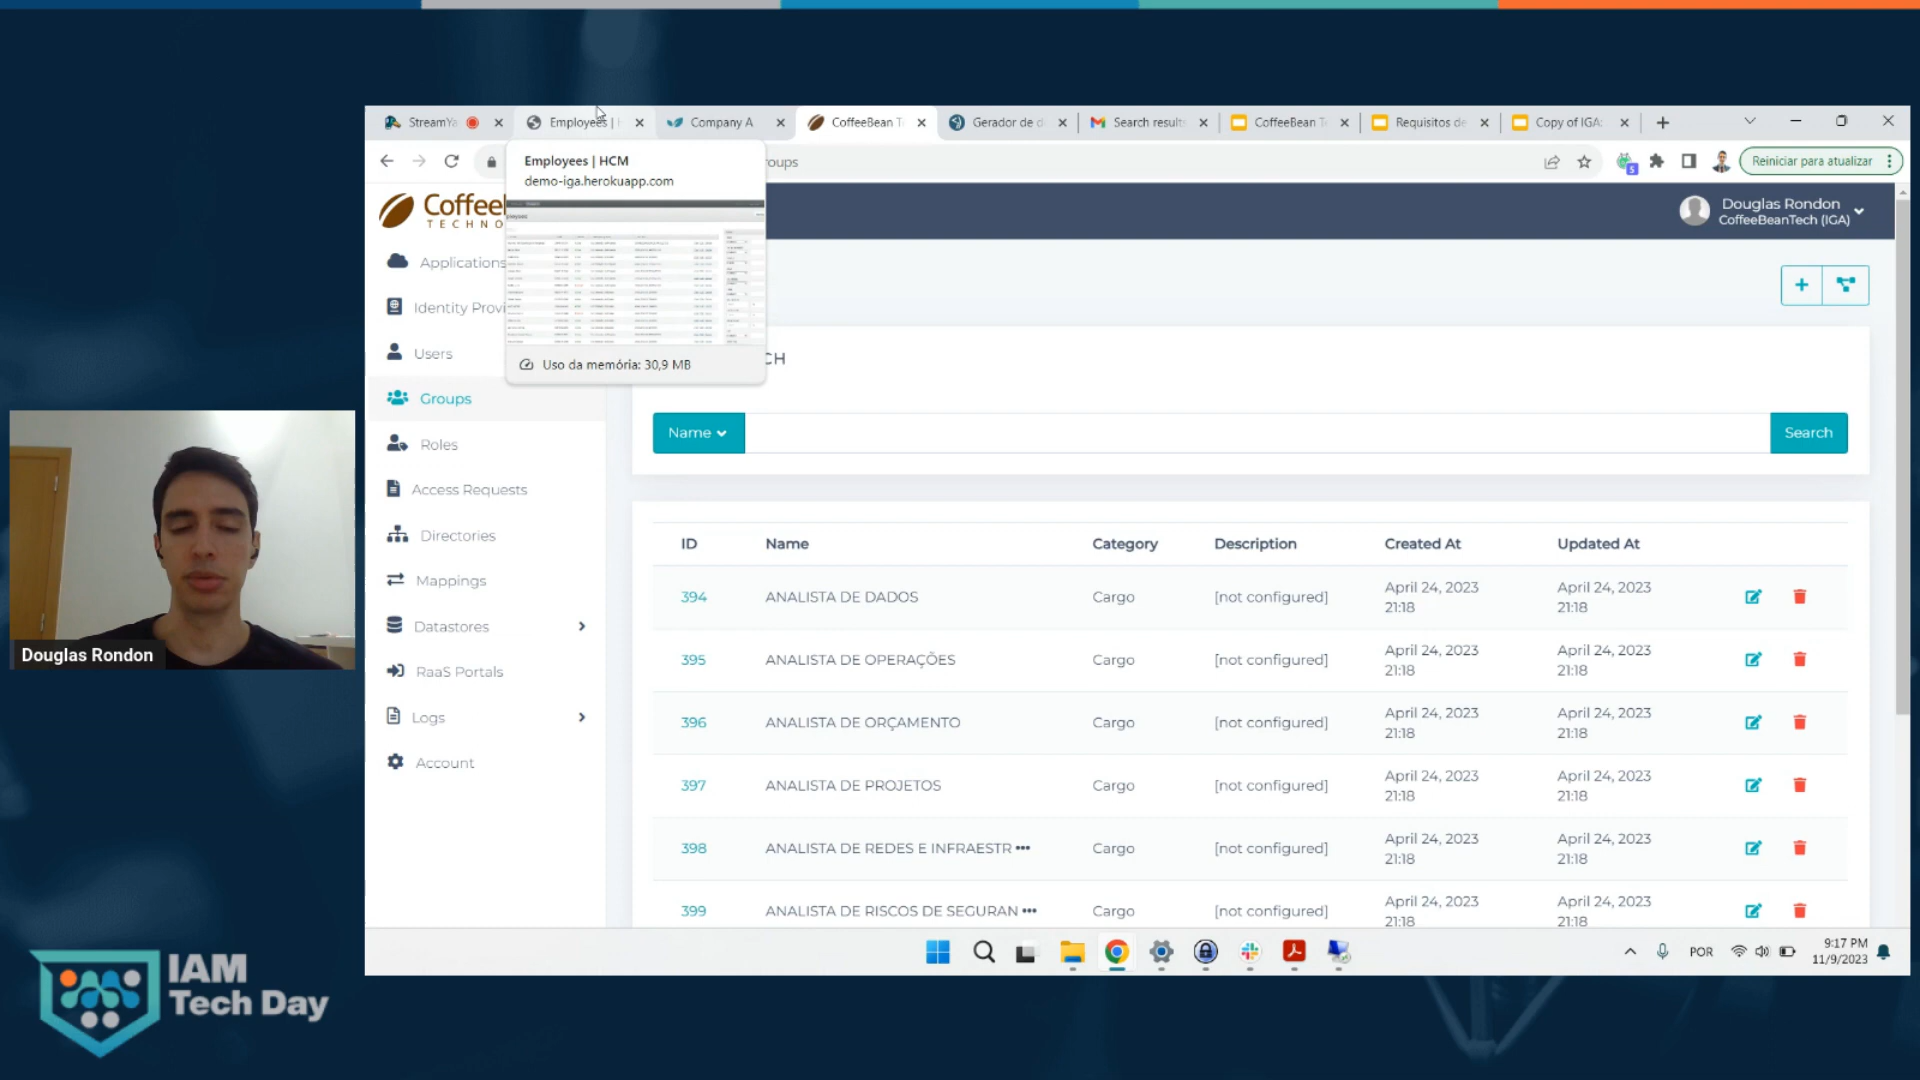 StreamYa
Employees | H
Company A
CoffeeBean T
Gerador de d
Search result
CoffeeBean T
Requisitos de
Copy of IGA:
Employees | HCM
demo-iga.herokuapp.com
Uso da memória: 30,9 MB
oups
5
Reiniciar para atualizar
Coffee
TECHNO
Douglas Rondon
CoffeeBeanTech (IGA)
Applications
Identity Provi
Users
Groups
Roles
Access Requests
Directories
Mappings
Datastores
RaaS Portals
Logs
Account
CH
Name
Search
ID Name Category Description Created At Updated At
394 ANALISTA DE DADOS Cargo [not configured] April 24, 2023 21:18 April 24, 2023 21:18
395 ANALISTA DE OPERAÇÕES Cargo [not configured] April 24, 2023 21:18 April 24, 2023 21:18
396 ANALISTA DE ORÇAMENTO Cargo [not configured] April 24, 2023 21:18 April 24, 2023 21:18
397 ANALISTA DE PROJETOS Cargo [not configured] April 24, 2023 21:18 April 24, 2023 21:18
398 ANALISTA DE REDES E INFRAESTR ••• Cargo [not configured] April 24, 2023 21:18 April 24, 2023 21:18
399 ANALISTA DE RISCOS DE SEGURAN ••• Cargo [not configured] April 24, 2023 21:18 April 24, 2023 21:18
POR
9:17 PM
11/9/2023
Douglas Rondon
IAM
Tech Day